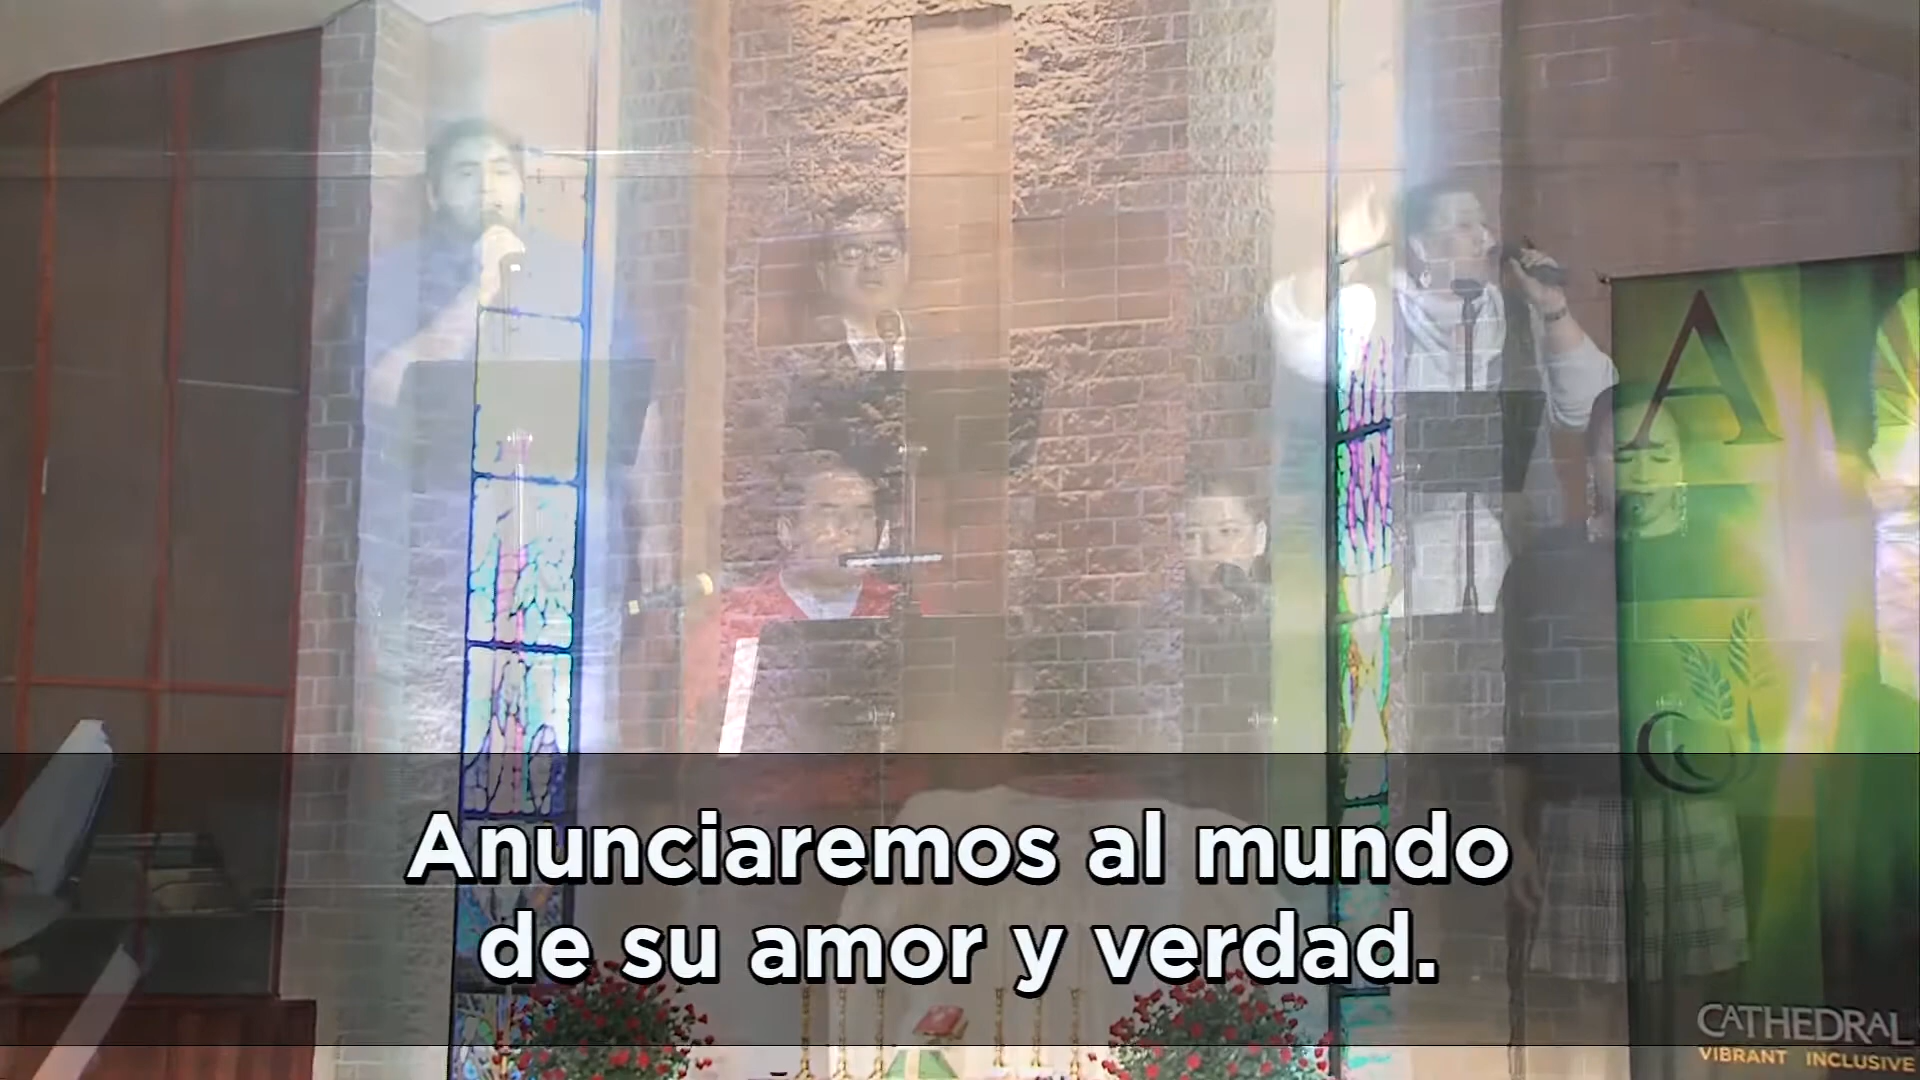 Anunciaremos al mundo
de su amor y verdad.
A
CATHEDRAL
VIBRANT INCLUSIVE